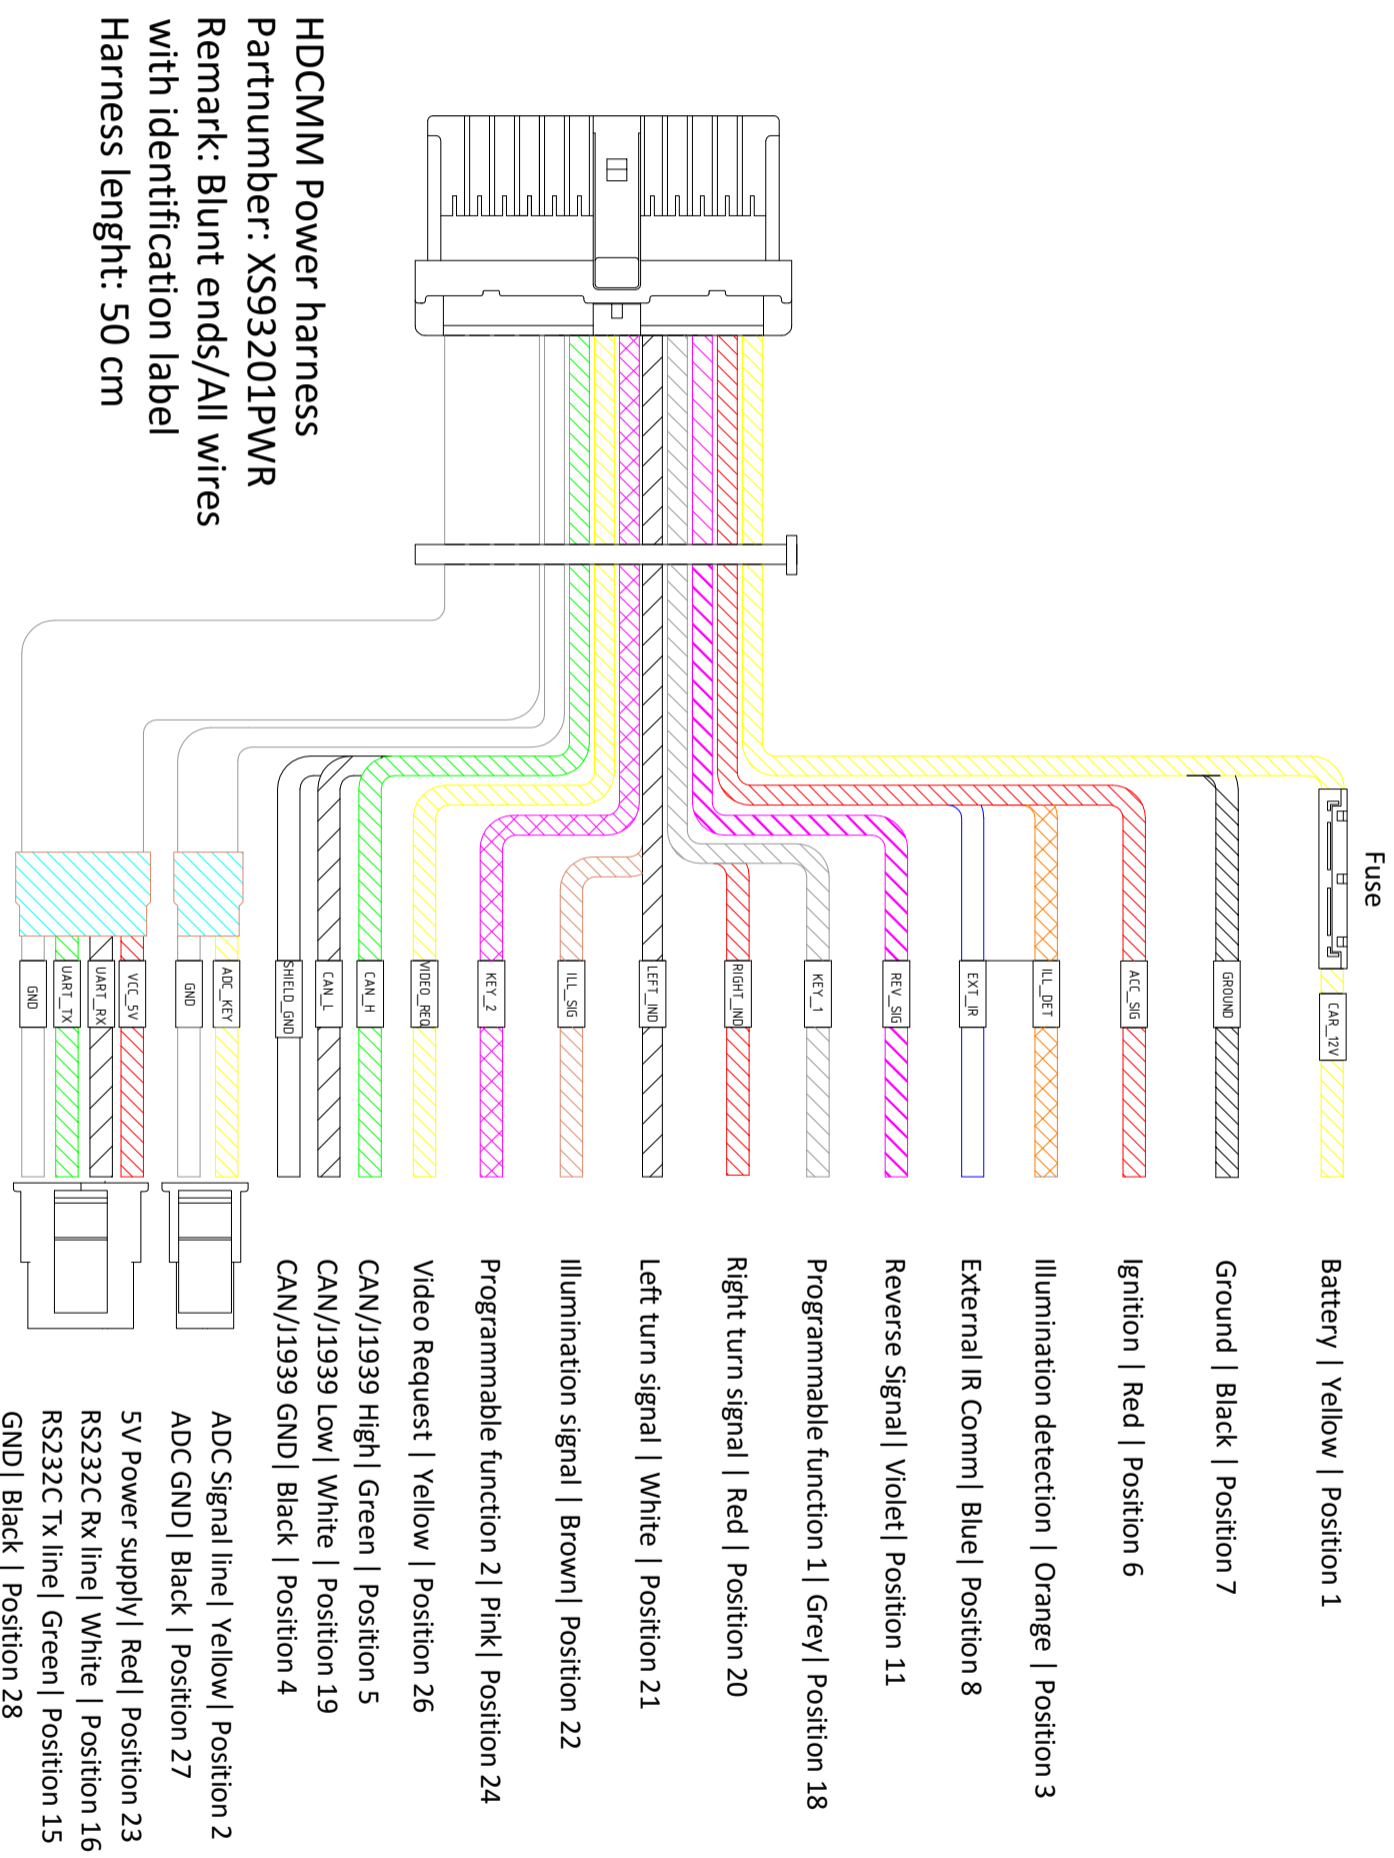 HDCMM Power harness
Partnumber: XS93201PWR
Remark: Blunt ends/All wires
with identification label
Harness lenght: 50 cm
Fuse
CAR_12V
GROUND
ACC_SIG
ILL_DET
EXT_IR
REV_SIG
KEY_1
RIGHT_IND
LEFT_IND
ILL_SIG
KEY_2
VIDEO_REQ
CAN_H
CAN_L
SHIELD_GND
ADC_KEY
GND
VCC_5V
UART_RX
UART_TX
GND
Battery | Yellow | Position 1
Ground | Black | Position 7
Ignition | Red | Position 6
Illumination detection | Orange | Position 3
External IR Comm| Blue| Position 8
Reverse Signal| Violet| Position 11
Programmable function 1| Grey| Position 18
Right turn signal | Red | Position 20
Left turn signal | White | Position 21
Illumination signal | Brown| Position 22
Programmable function 2| Pink| Position 24
Video Request | Yellow | Position 26
CAN/J1939 High| Green | Position 5
CAN/J1939 Low| White | Position 19
CAN/J1939 GND| Black | Position 4
ADC Signal line| Yellow| Position 2
ADC GND| Black | Position 27
5V Power supply| Red| Position 23
RS232C Rx line| White | Position 16
RS232C Tx line| Green| Position 15
GND| Black | Position 28